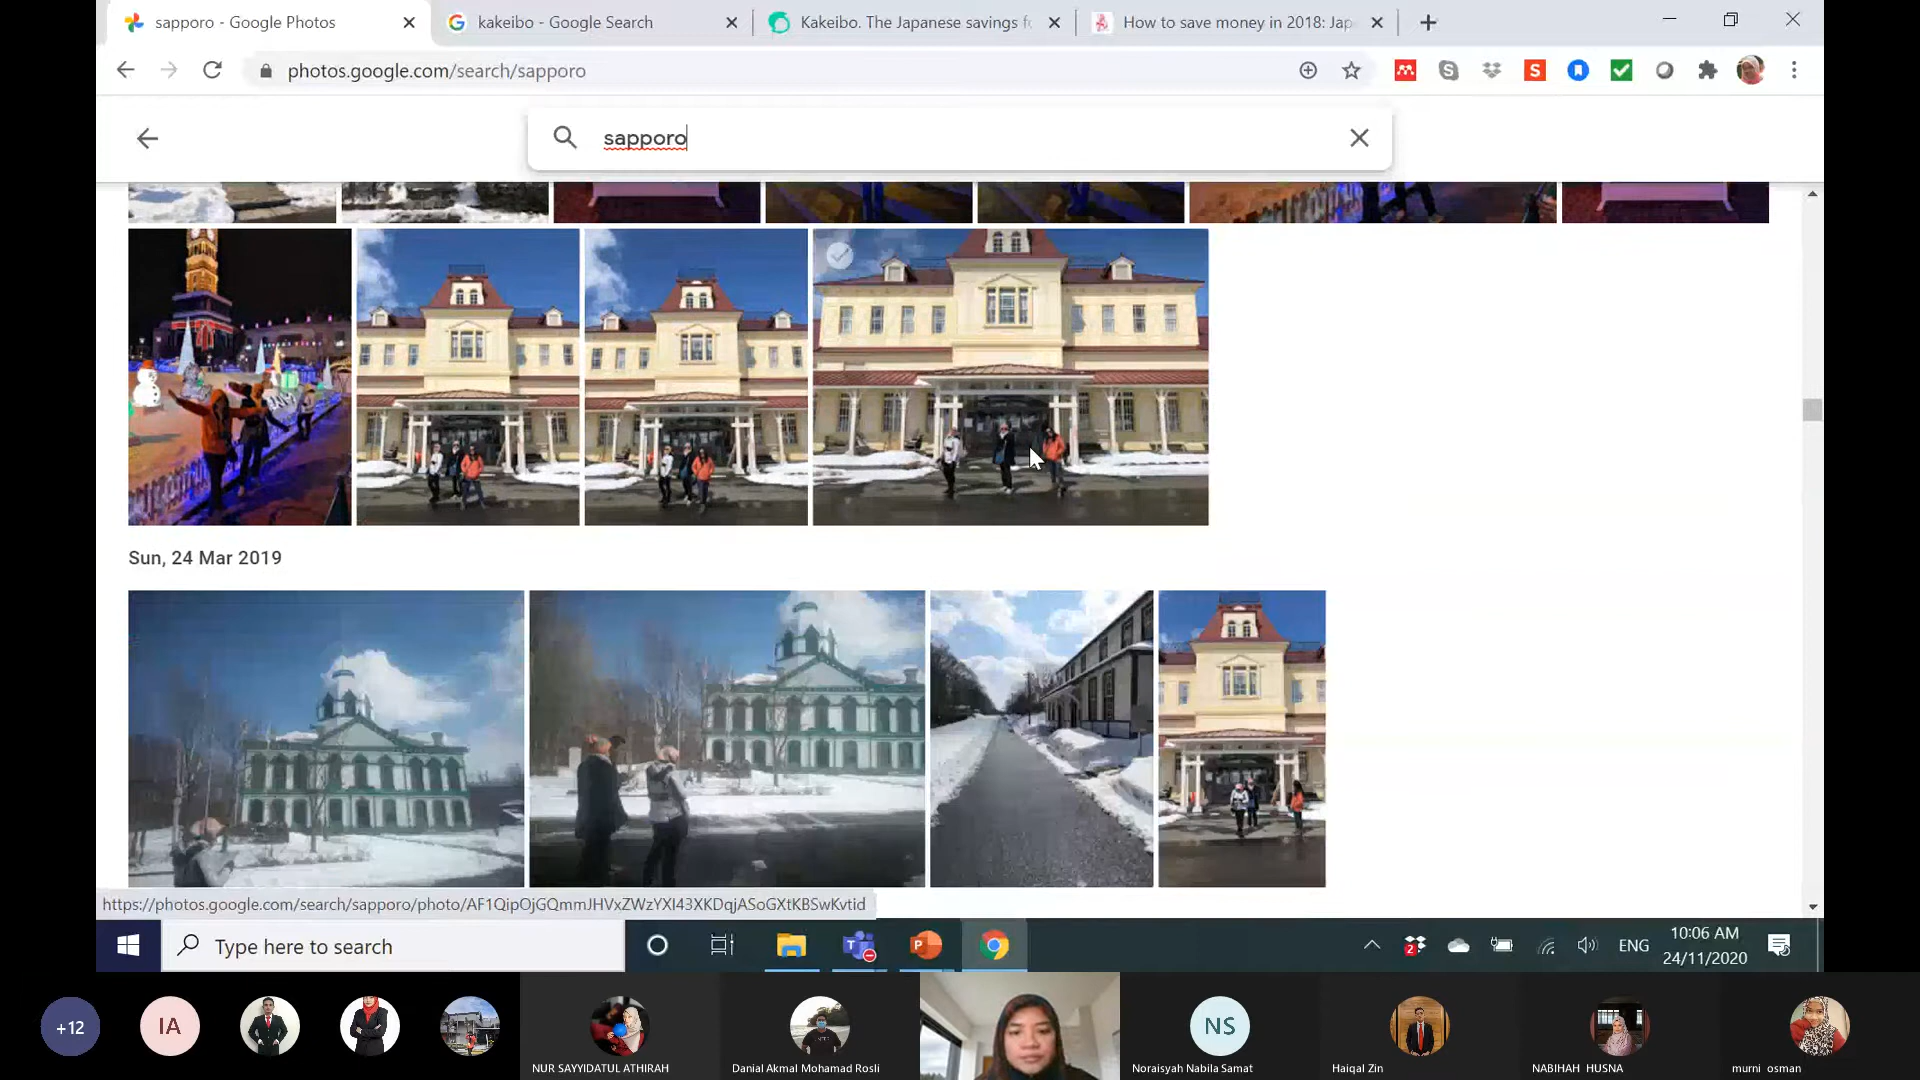 sapporo - Google Photos
kakeibo - Google Search
Kakeibo. The Japanese savings f
How to save money in 2018: Jap
photos.google.com/search/sapporo
sapporo
Sun, 24 Mar 2019
https://photos.google.com/search/sapporo/photo/AF1QipOjGQmmJHVxZWzYXI43XKDqjASoGXtKBSwKvtid
Type here to search
2
ENG
10:06 AM
24/11/2020
+12
IA
NS
NUR SAYYIDATUL ATHIRAH
Danial Akmal Mohamad Rosli
Noraisyah Nabila Samat
Haiqal Zin
NABIHAH HUSNA
murni osman